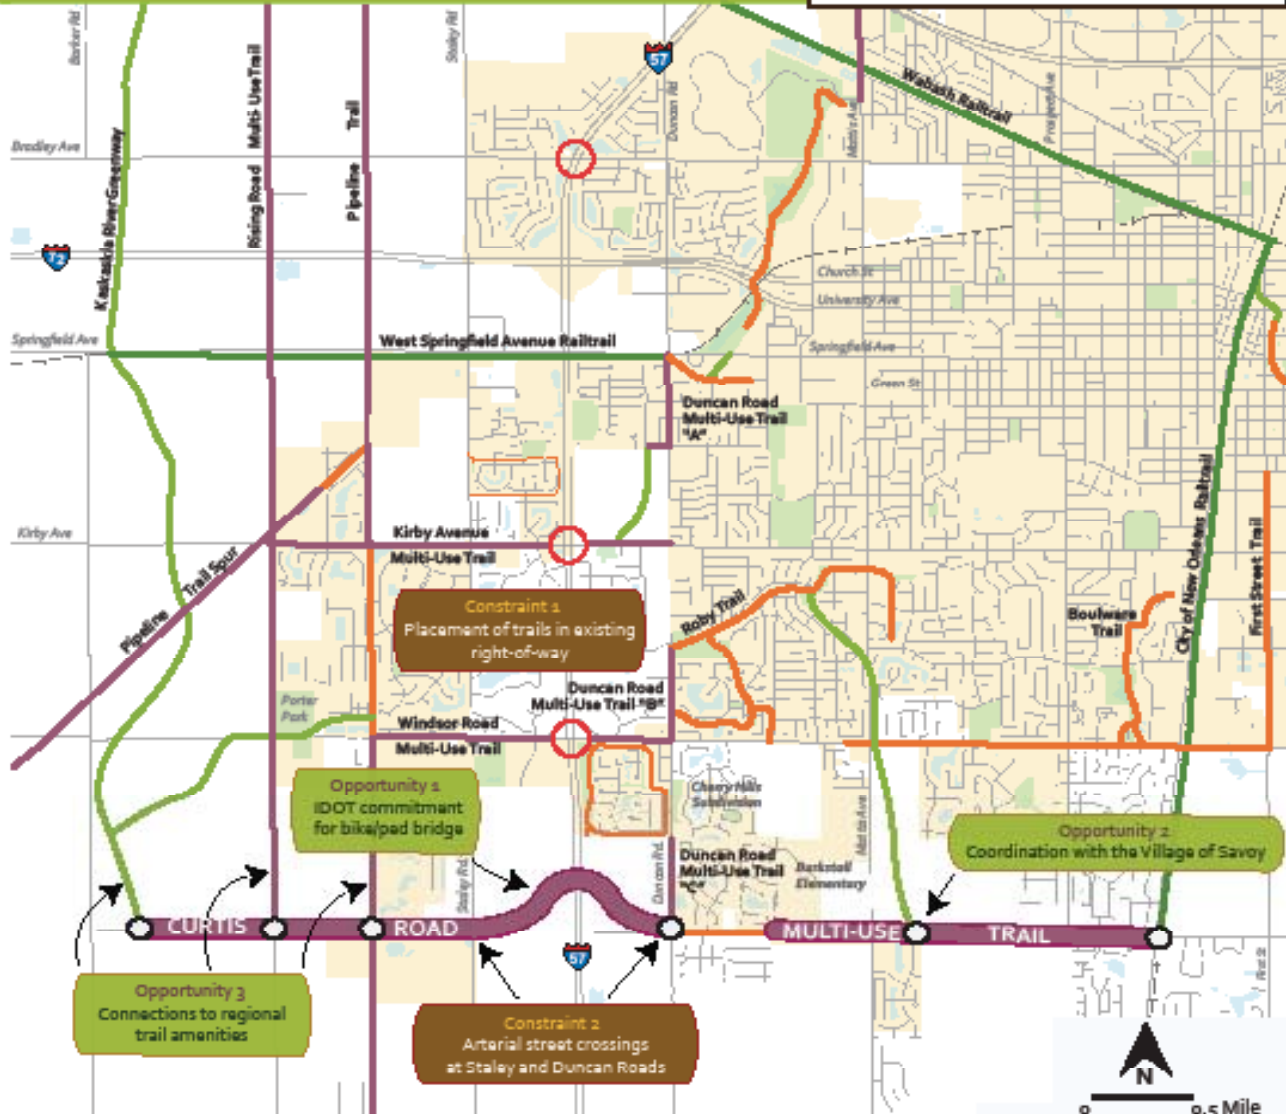 Barker Rd
Rising Road Multi-Use Trail
Pipeline Trail
Staley Rd
57
Duncan Rd
Mattis Ave
Wabash Railtrail
Prospect Ave
Bradley Ave
Kaskaskia River Greenway
72
Church St
University Ave
Springfield Ave
West Springfield Avenue Railtrail
Springfield Ave
Green St
Duncan Road
Multi-Use Trail
"A"
Kirby Ave
Kirby Avenue
Multi-Use Trail
Pipeline Trail Spur
City of New Orleans Railtrail
First Street Trail
Constraint 1
Placement of trails in existing
right-of-way
Roby Trail
Boulware
Trail
Porter
Park
Duncan Road
Multi-Use Trail "B"
Windsor Road
Multi-Use Trail
Opportunity 1
IDOT commitment
for bike/ped bridge
Cherry Hills
Subdivision
Mattis Ave
Opportunity 2
Coordination with the Village of Savoy
Staley Rd.
Duncan Rd.
Duncan Road
Multi-Use Trail
"C"
Barkstall
Elementary
CURTIS ROAD MULTI-USE TRAIL
57
First St
Opportunity 3
Connections to regional
trail amenities
Constraint 2
Arterial street crossings
at Staley and Duncan Roads
N
0 0.5 Mile